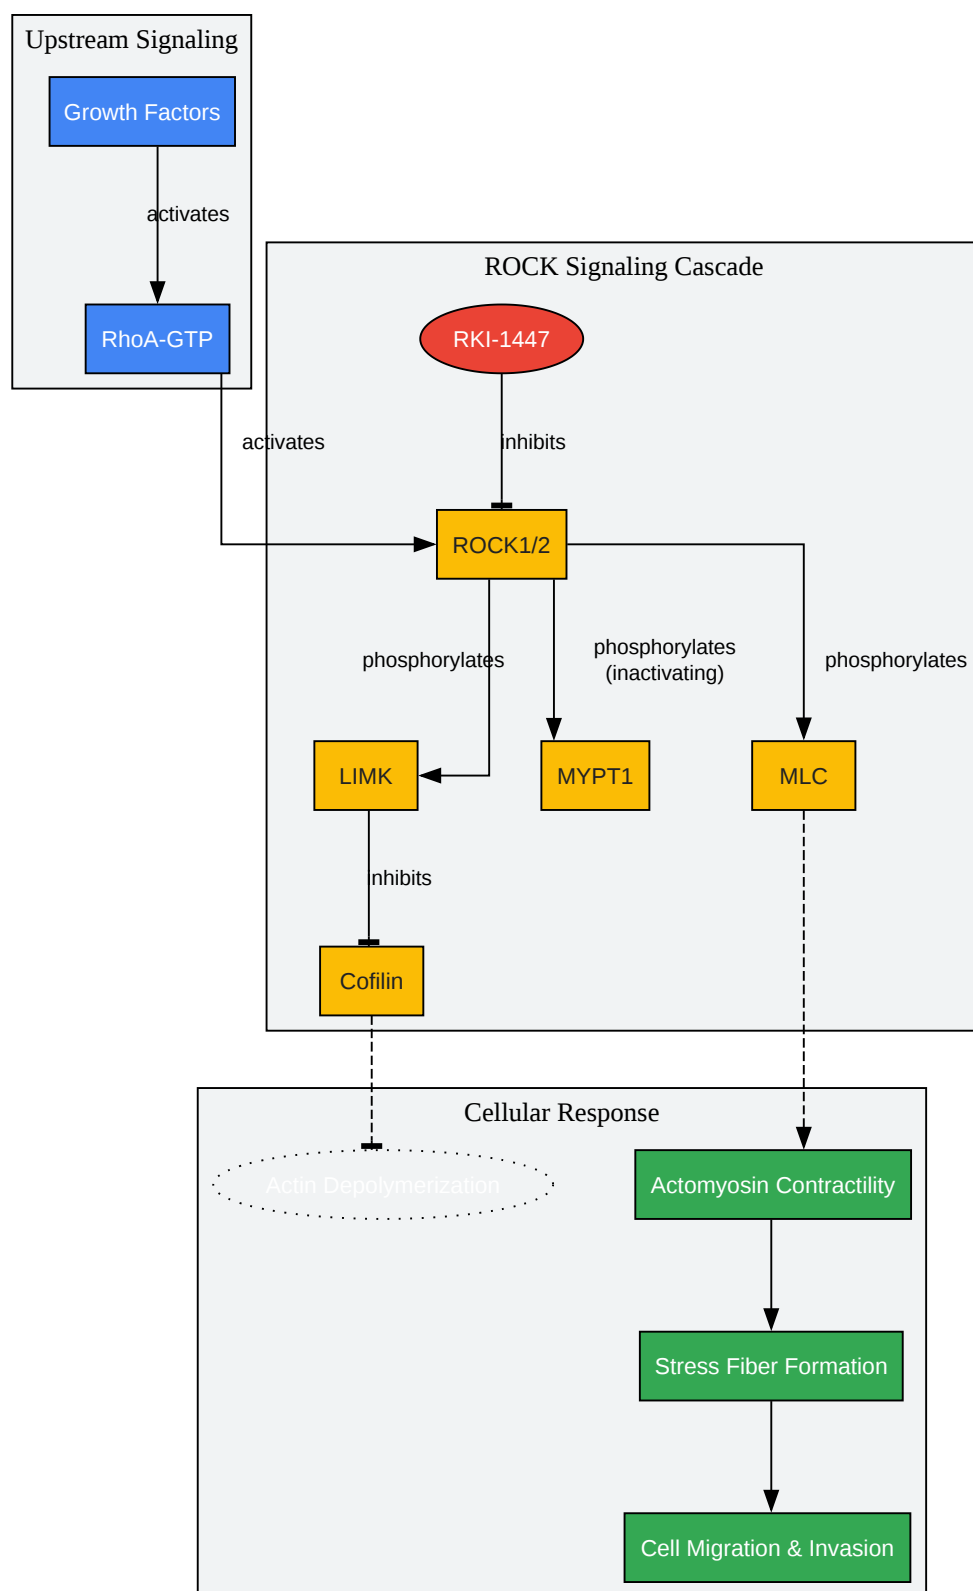 Upstream Signaling
Growth Factors
activates
RhoA-GTP
ROCK Signaling Cascade
RKI-1447
activates
inhibits
ROCK1/2
phosphorylates
phosphorylates
(inactivating)
phosphorylates
LIMK
MYPT1
MLC
inhibits
Cofilin
Cellular Response
Actin Depolymerization
Actomyosin Contractility
Stress Fiber Formation
Cell Migration & Invasion